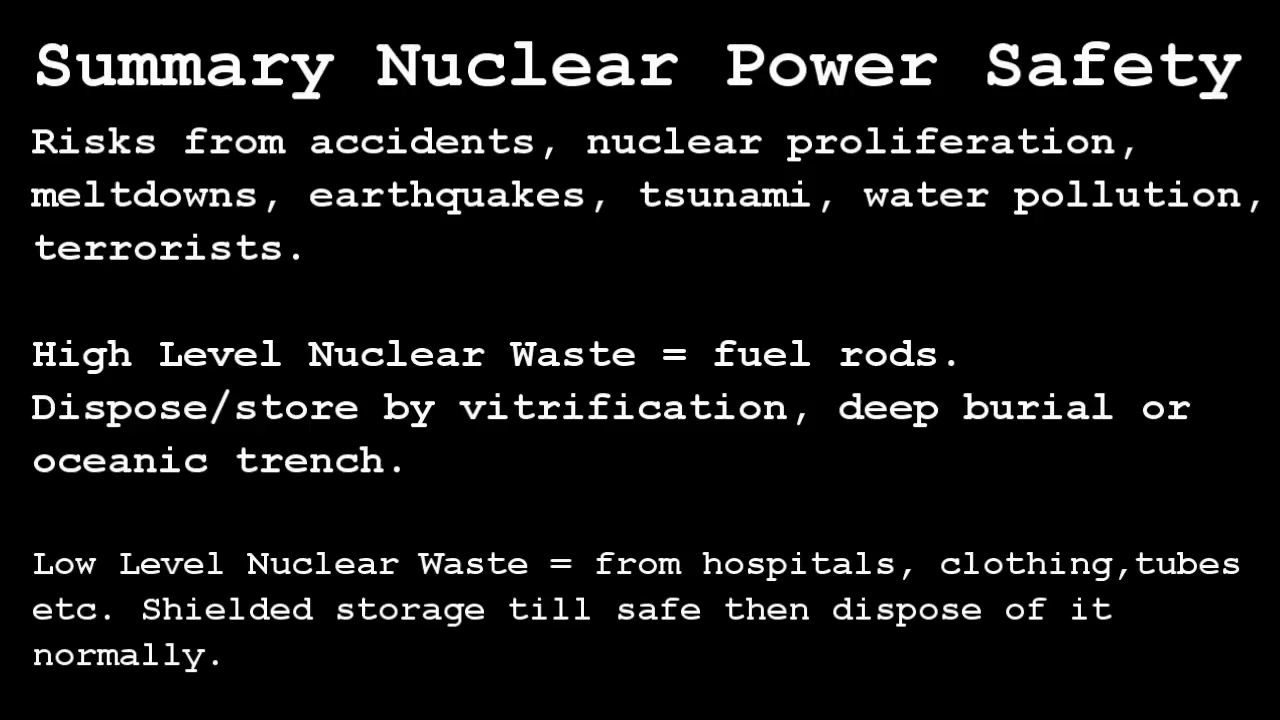 Summary Nuclear Power Safety
Risks from accidents, nuclear proliferation,
meltdowns, earthquakes, tsunami, water pollution,
terrorists.
High Level Nuclear Waste = fuel rods.
Dispose/store by vitrification, deep burial or
oceanic trench.
Low Level Nuclear Waste = from hospitals, clothing,tubes
etc. Shielded storage till safe then dispose of it
normally.